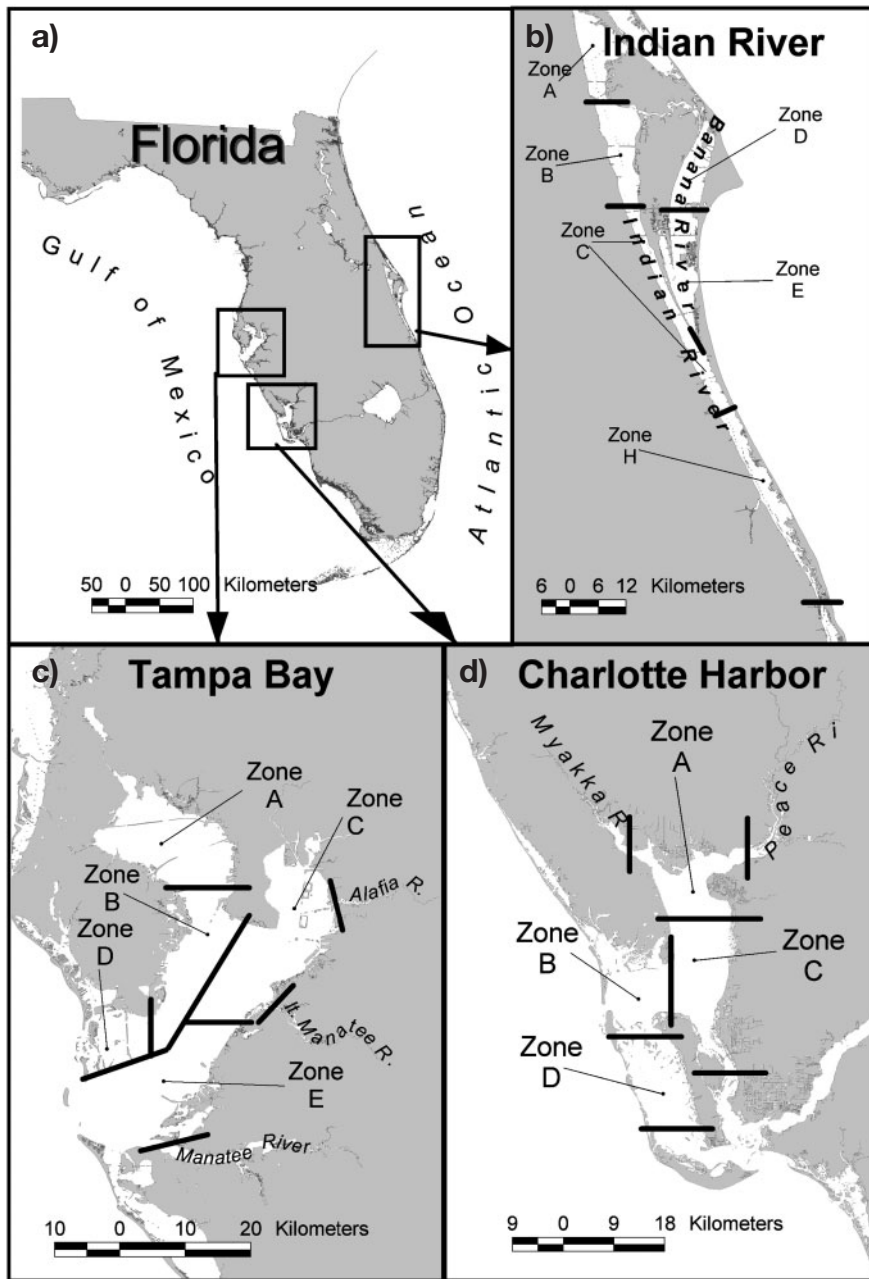 a)
Florida
Gulf of Mexico
Atlantic Ocean
50 0 50 100 Kilometers
b)
Indian River
Zone
A
Zone
B
Zone
C
Zone
D
Zone
E
Zone
H
Banana River
Indian River
6 0 6 12 Kilometers
c)
Tampa Bay
Zone
A
Zone
C
Zone
B
Zone
D
Zone
E
Alafia R.
lt. Manatee R.
Manatee River
10 0 10 20 Kilometers
d)
Charlotte Harbor
Myakka R
Zone
A
Peace Ri
Zone
B
Zone
C
Zone
D
9 0 9 18 Kilometers